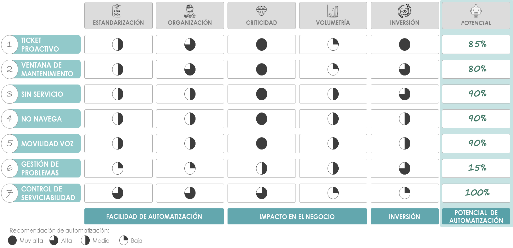 ESTANDARIZACIÓN
ORGANIZACIÓN
CRITICIDAD
VOLUMETRÍA
INVERSIÓN
POTENCIAL
1 TICKET
PROACTIVO
85%
2 VENTANA DE
MANTENIMIENTO
80%
3 SIN SERVICIO
90%
4 NO NAVEGA
90%
5 MOVILIDAD VOZ
90%
6 GESTIÓN DE
PROBLEMAS
15%
7 CONTROL DE
SERVICIABILIDAD
100%
FACILIDAD DE AUTOMATIZACIÓN
IMPACTO EN EL NEGOCIO
INVERSIÓN
POTENCIAL DE
AUTOMATIZACIÓN
Recomendación de automatización:
Muy alta
Alta
Media
Baja